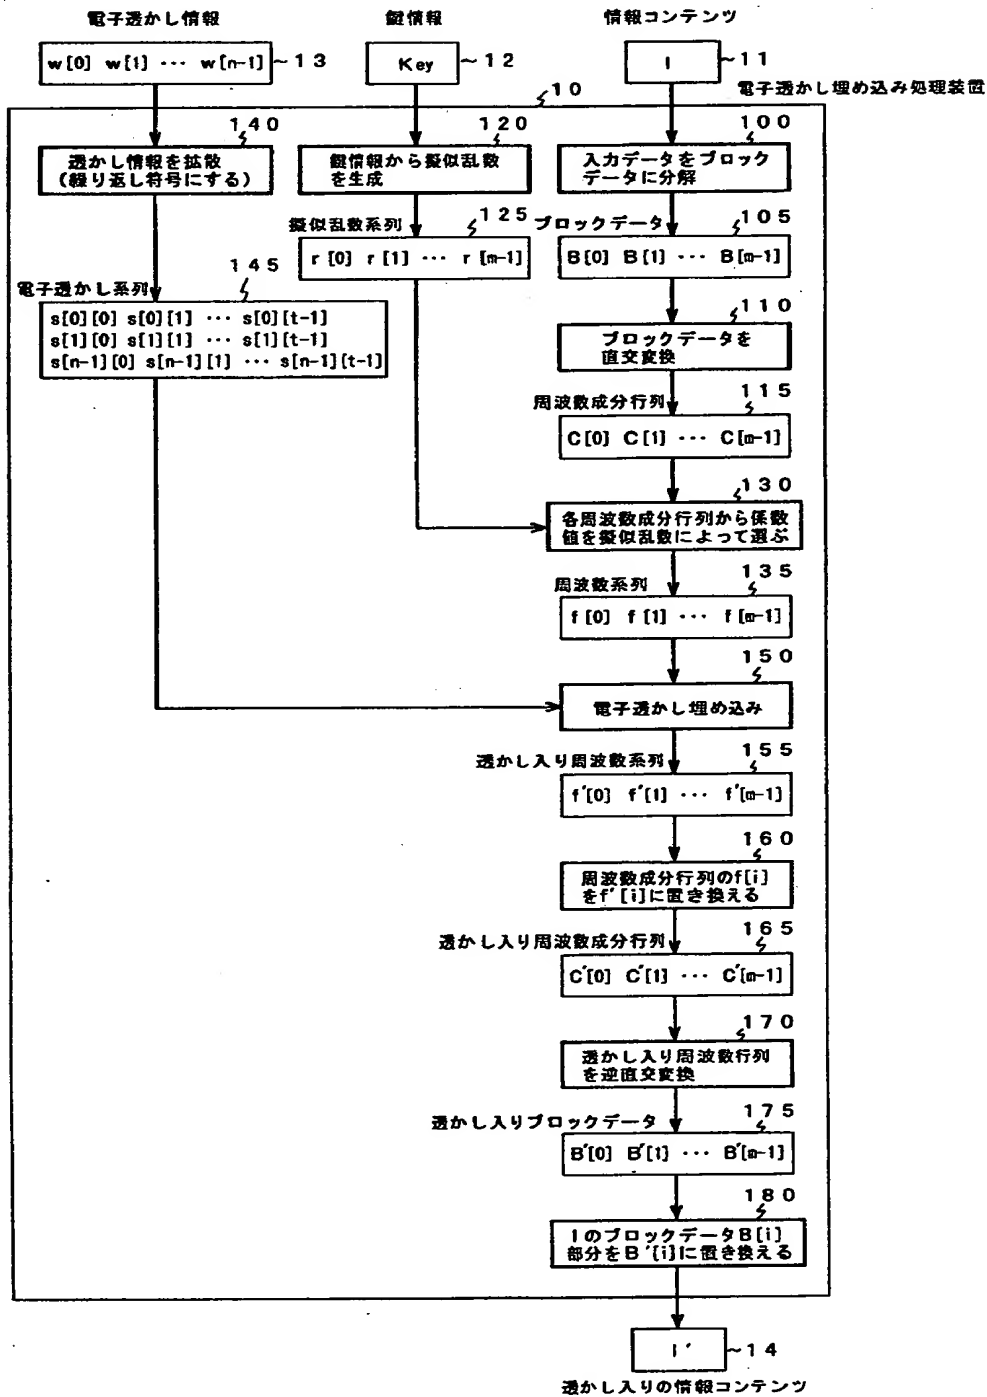 電子透かし情報
鍵情報
情報コンテンツ
w[0] w[1] ··· w[n-1]
~13
Key
~12
I
~11
電子透かし埋め込み処理装置
10
140
透かし情報を拡散
(繰り返し符号にする)
120
鍵情報から擬似乱数
を生成
100
入力データをブロック
データに分解
擬似乱数系列
125
r[0] r[1] ··· r[m-1]
ブロックデータ
105
B[0] B[1] ··· B[m-1]
145
電子透かし系列
s[0][0] s[0][1] ··· s[0][t-1]
s[1][0] s[1][1] ··· s[1][t-1]
s[n-1][0] s[n-1][1] ··· s[n-1][t-1]
110
ブロックデータを
直交変換
115
周波数成分行列
C[0] C[1] ··· C[m-1]
130
各周波数成分行列から係数
値を擬似乱数によって選ぶ
135
周波数系列
f[0] f[1] ··· f[m-1]
150
電子透かし埋め込み
155
透かし入り周波数系列
f'[0] f'[1] ··· f'[m-1]
160
周波数成分行列のf[i]
をf'[i]に置き換える
165
透かし入り周波数成分行列
C'[0] C'[1] ··· C'[m-1]
170
透かし入り周波数行列
を逆直交変換
175
透かし入りブロックデータ
B'[0] B'[1] ··· B'[m-1]
180
IのブロックデータB[i]
部分をB'[i]に置き換える
I'
~14
透かし入りの情報コンテンツ